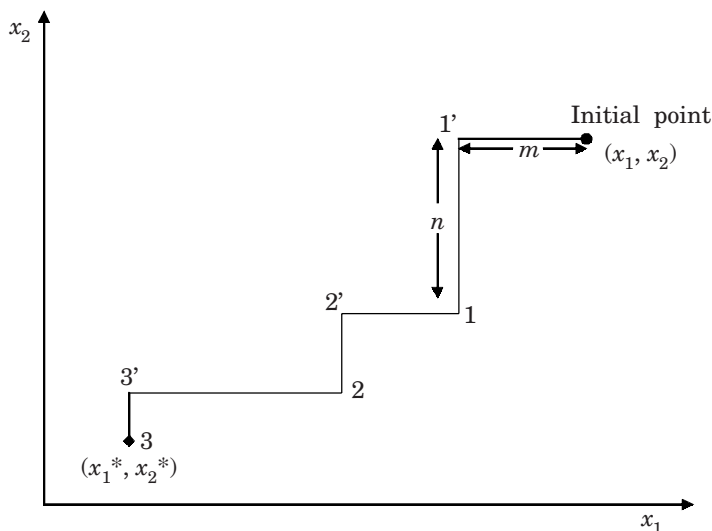 x₂
1’
Initial point
m
(x₁, x₂)
n
2’
1
3’
2
3
(x₁*, x₂*)
x₁